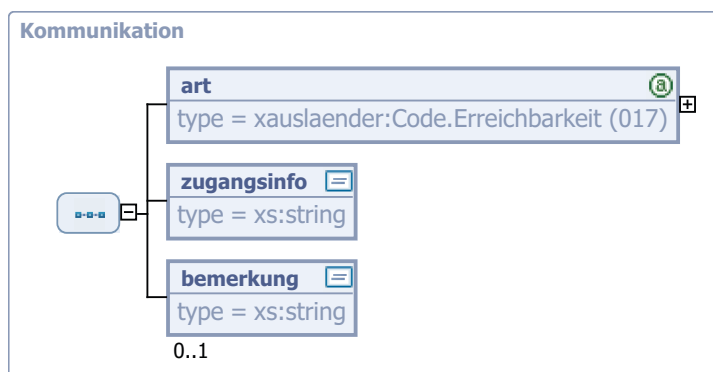 Kommunikation
art
type = xauslaender:Code.Erreichbarkeit (017)
zugangsinfo
type = xs:string
bemerkung
type = xs:string
0..1